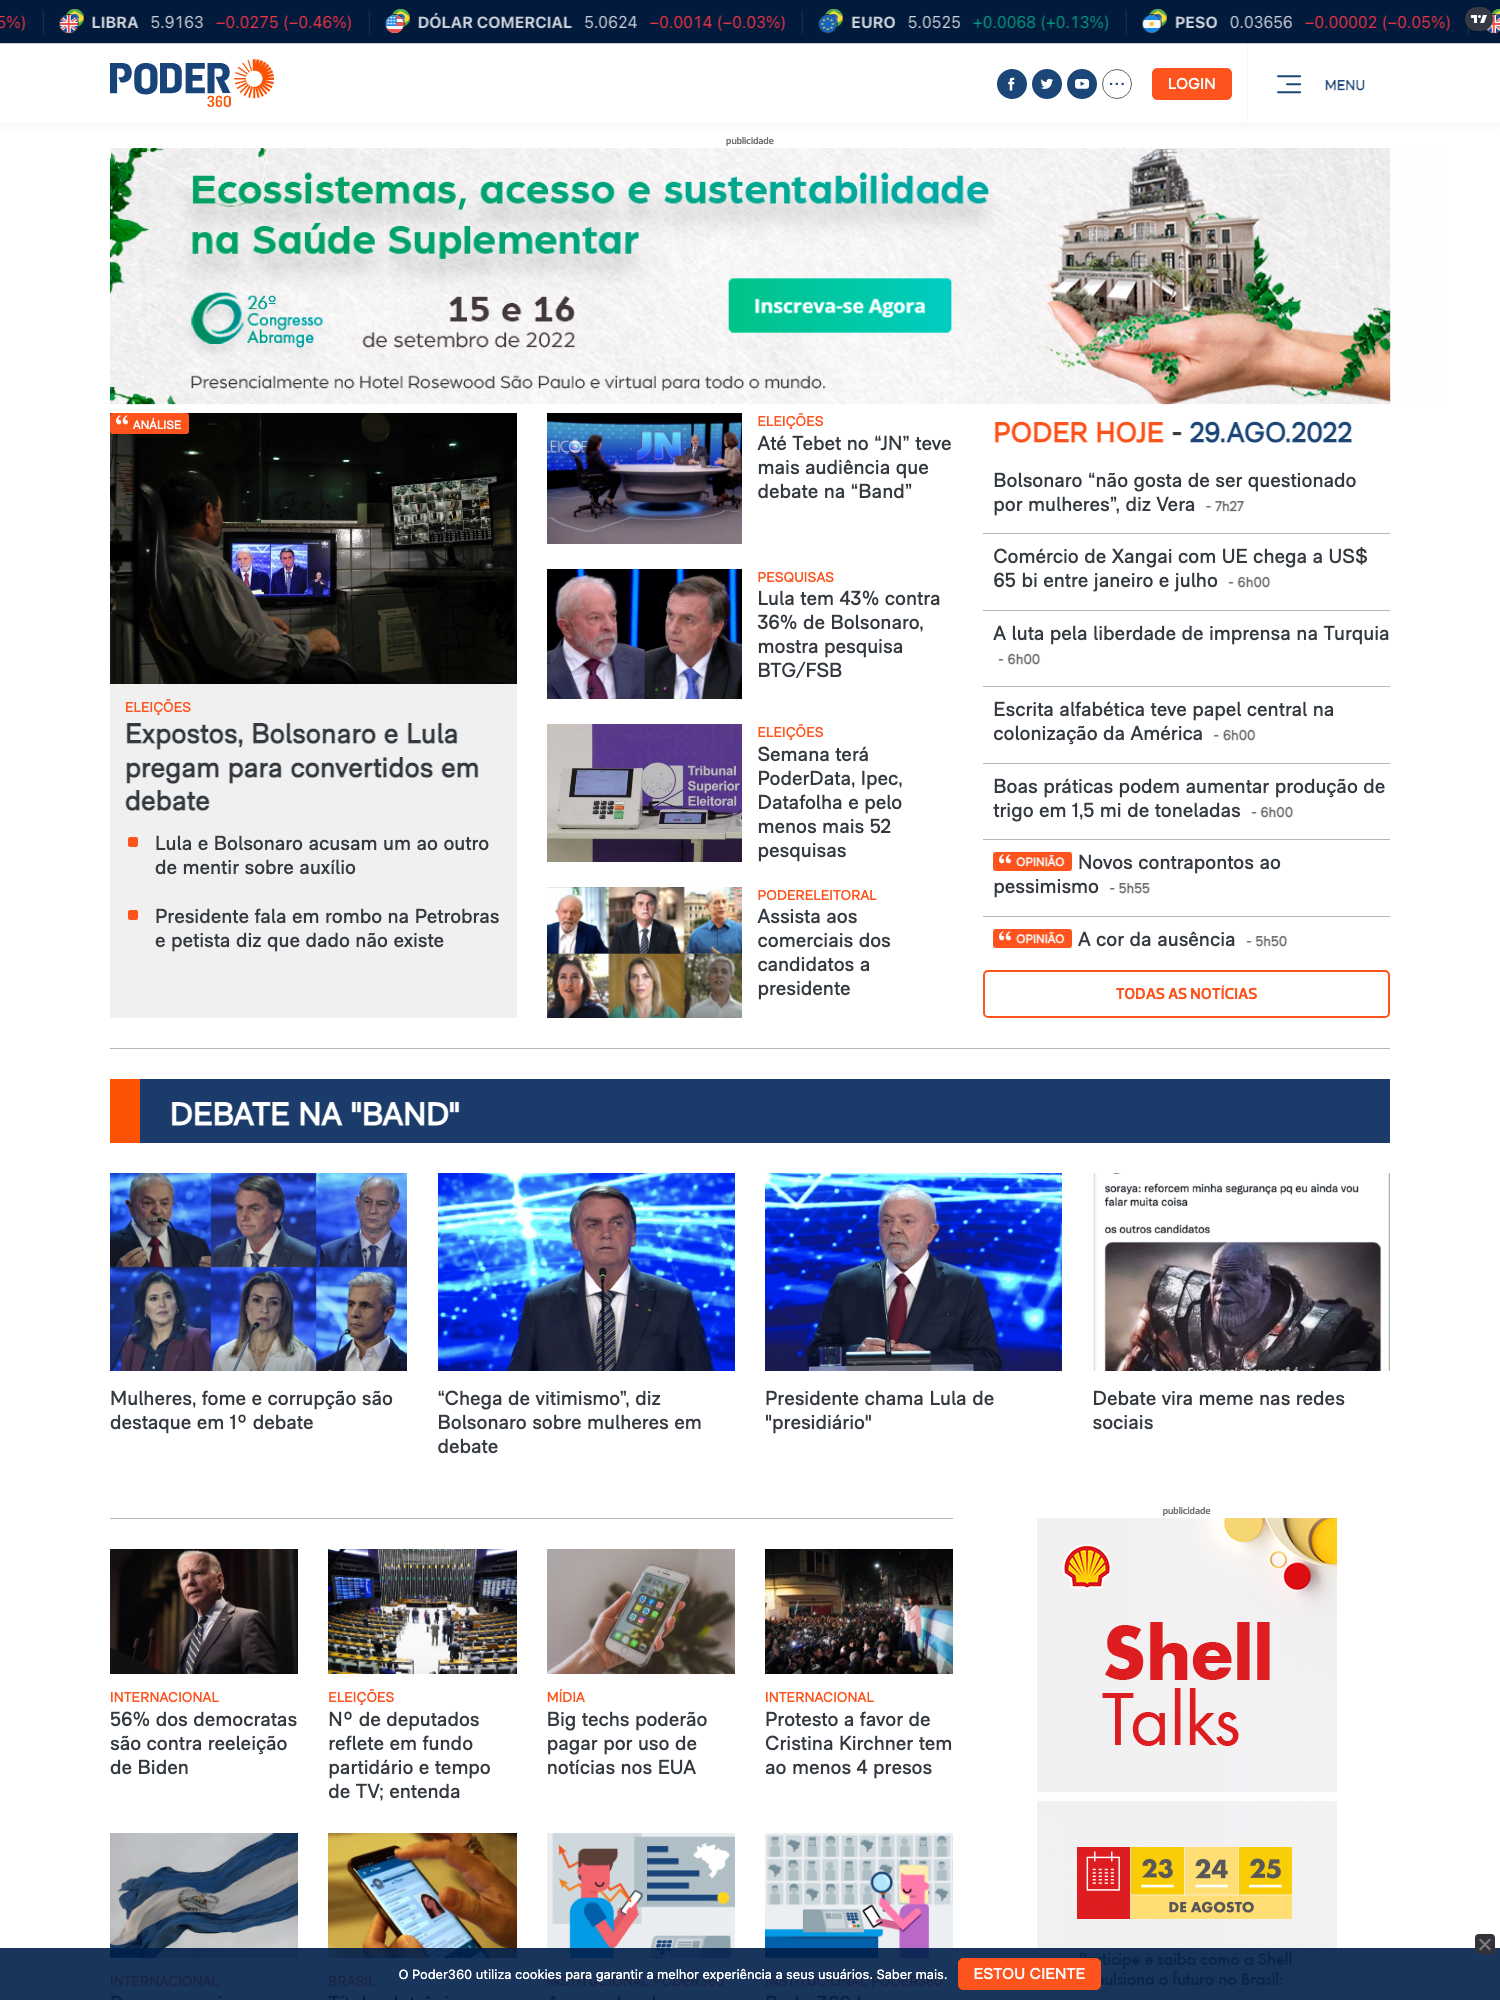 5%)
LIBRA 5.9163 −0.0275 (−0.46%)
DÓLAR COMERCIAL 5.0624 −0.0014 (−0.03%)
EURO 5.0525 +0.0068 (+0.13%)
PESO 0.03656 −0.00002 (−0.05%)
PODER
360
LOGIN
MENU
publicidade
Ecossistemas, acesso e sustentabilidade
na Saúde Suplementar
26º
Congresso
Abramge
15 e 16
de setembro de 2022
Inscreva-se Agora
Presencialmente no Hotel Rosewood São Paulo e virtual para todo o mundo.
ANÁLISE
ELEIÇÕES
Expostos, Bolsonaro e Lula
pregam para convertidos em
debate
Lula e Bolsonaro acusam um ao outro
de mentir sobre auxílio
Presidente fala em rombo na Petrobras
e petista diz que dado não existe
JN
ELEIÇÕES
Até Tebet no “JN” teve
mais audiência que
debate na “Band”
PESQUISAS
Lula tem 43% contra
36% de Bolsonaro,
mostra pesquisa
BTG/FSB
Tribunal
Superior
Eleitoral
ELEIÇÕES
Semana terá
PoderData, Ipec,
Datafolha e pelo
menos mais 52
pesquisas
PODERELEITORAL
Assista aos
comerciais dos
candidatos a
presidente
PODER HOJE - 29.AGO.2022
Bolsonaro “não gosta de ser questionado
por mulheres”, diz Vera - 7h27
Comércio de Xangai com UE chega a US$
65 bi entre janeiro e julho - 6h00
A luta pela liberdade de imprensa na Turquia
- 6h00
Escrita alfabética teve papel central na
colonização da América - 6h00
Boas práticas podem aumentar produção de
trigo em 1,5 mi de toneladas - 6h00
OPINIÃO Novos contrapontos ao
pessimismo - 5h55
OPINIÃO A cor da ausência - 5h50
TODAS AS NOTÍCIAS
DEBATE NA "BAND"
soraya: reforcem minha segurança pq eu ainda vou
falar muita coisa
os outros candidatos
Mulheres, fome e corrupção são
destaque em 1º debate
“Chega de vitimismo”, diz
Bolsonaro sobre mulheres em
debate
Presidente chama Lula de
"presidiário"
Debate vira meme nas redes
sociais
publicidade
INTERNACIONAL
56% dos democratas
são contra reeleição
de Biden
ELEIÇÕES
Nº de deputados
reflete em fundo
partidário e tempo
de TV; entenda
MÍDIA
Big techs poderão
pagar por uso de
notícias nos EUA
INTERNACIONAL
Protesto a favor de
Cristina Kirchner tem
ao menos 4 presos
Shell
Talks
23 24 25
DE AGOSTO
Participe e saiba como a Shell
impulsiona o futuro no Brasil:
INTERNACIONAL
BRASIL
O Poder360 utiliza cookies para garantir a melhor experiência a seus usuários. Saber mais.
ESTOU CIENTE